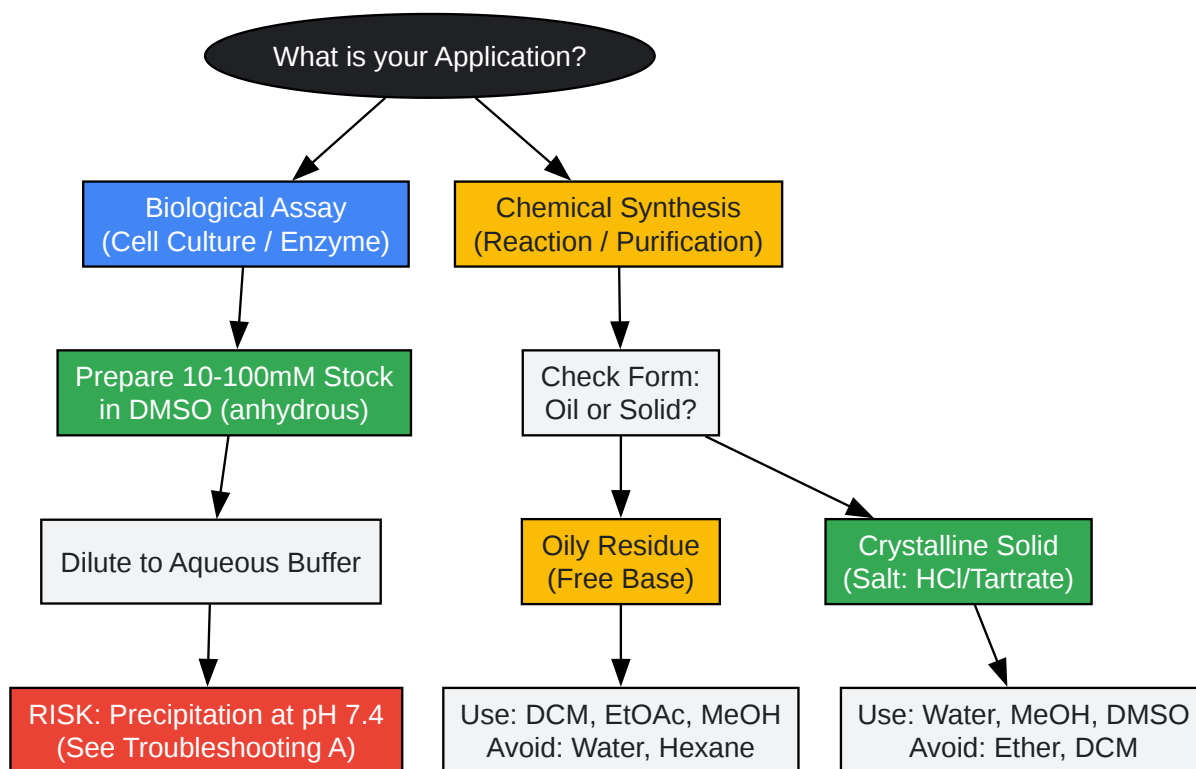 What is your Application?
Biological Assay
(Cell Culture / Enzyme)
Chemical Synthesis
(Reaction / Purification)
Prepare 10-100mM Stock
in DMSO (anhydrous)
Check Form:
Oil or Solid?
Dilute to Aqueous Buffer
Oily Residue
(Free Base)
Crystalline Solid
(Salt: HCl/Tartrate)
RISK: Precipitation at pH 7.4
(See Troubleshooting A)
Use: DCM, EtOAc, MeOH
Avoid: Water, Hexane
Use: Water, MeOH, DMSO
Avoid: Ether, DCM